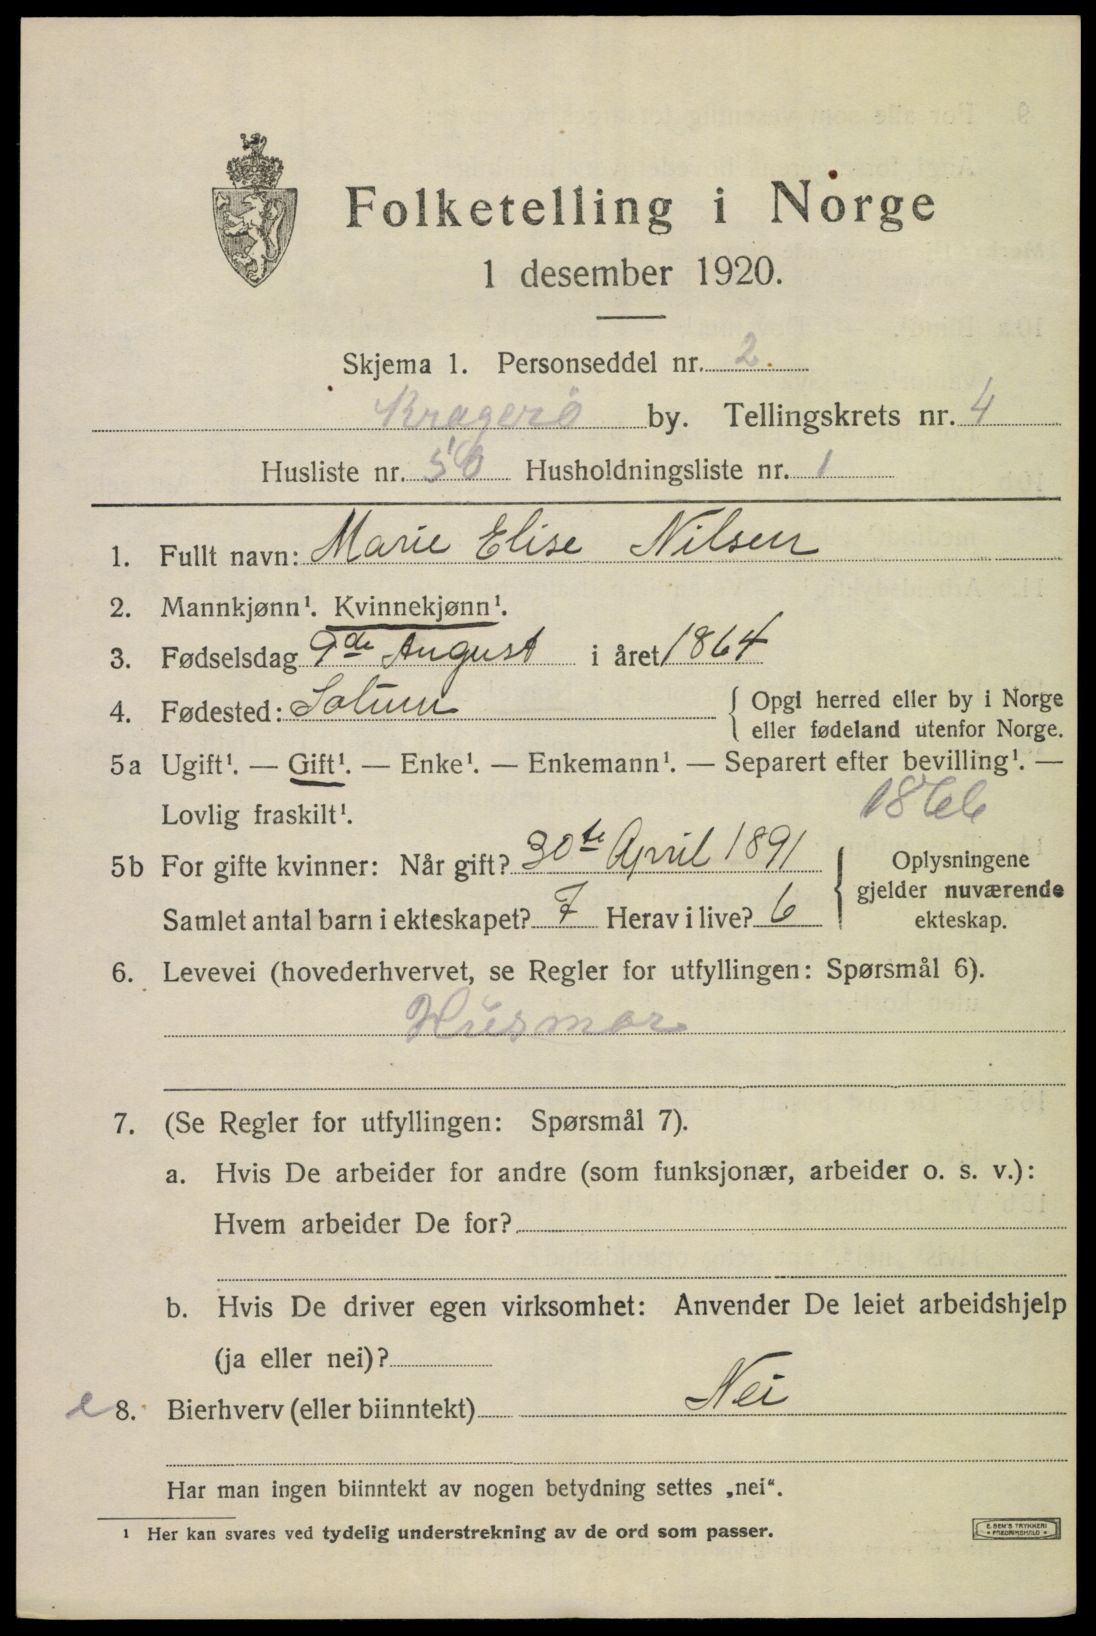 Folketelling i Norge
1 desember 1920.
Skjema 1. Personseddel nr. 2.
Kragerö by. Tellingskrets nr. 4
Husliste nr. 50 Husholdningsliste nr. 1
1. Fullt navn: Marie Elise Nilsen
2. Mannkjønn¹. Kvinnekjønn¹.
3. Fødselsdag 9de August i året 1864
4. Fødested: { Opgi herred eller by i Norge
eller fødeland utenfor Norge.
5a Ugift¹. — Gift¹. — Enke¹. — Enkemann¹. — Separert efter bevilling¹. —
Lovlig fraskilt¹. 1866
5b For gifte kvinner: Når gift? 30te April 1891 { Oplysningene
gjelder nuværende
Samlet antal barn i ekteskapet? 7 Herav i live? 6 ekteskap.
6. Levevei (hovederhvervet, se Regler for utfyllingen: Spørsmål 6).
Husmor
7. (Se Regler for utfyllingen: Spørsmål 7).
a. Hvis De arbeider for andre (som funksjonær, arbeider o. s. v.):
Hvem arbeider De for?
b. Hvis De driver egen virksomhet: Anvender De leiet arbeidshjelp
(ja eller nei)?
e 8. Bierhverv (eller biinntekt) Nei
Har man ingen biinntekt av nogen betydning settes „nei“.
¹ Her kan svares ved tydelig understrekning av de ord som passer.
E. SEM'S TRYKKERI
FREDRIKSHALD